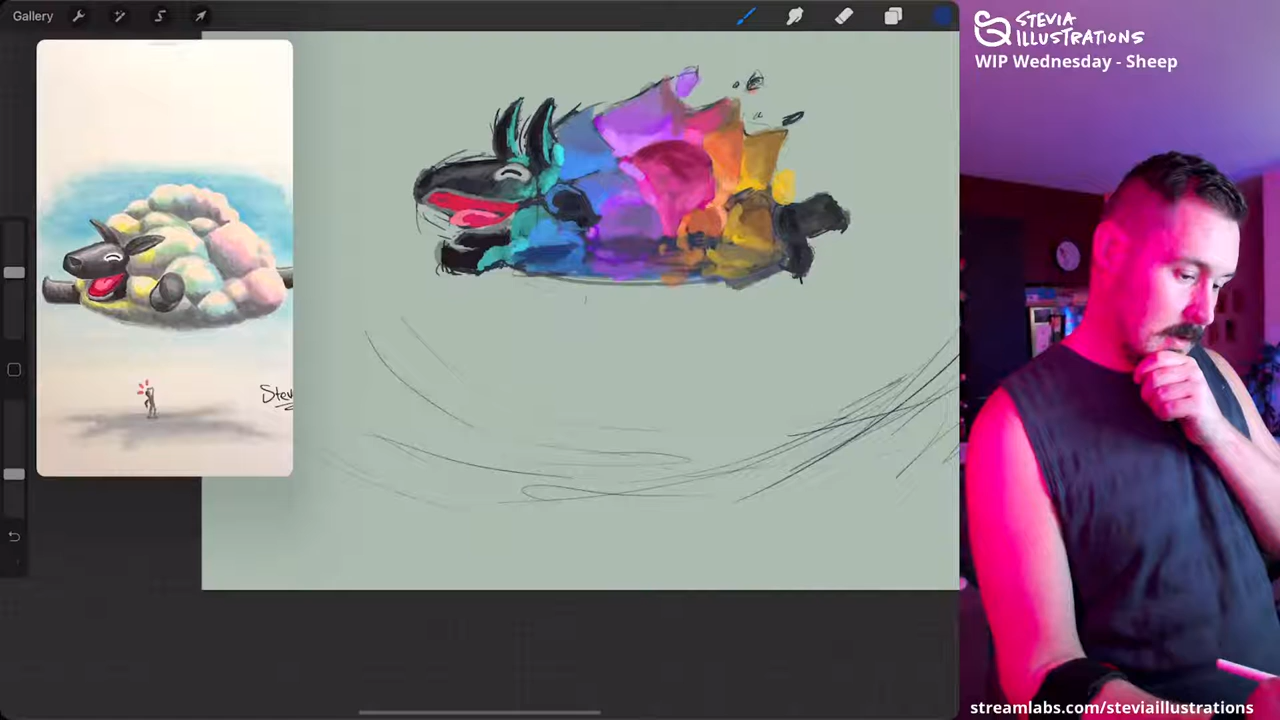 Gallery
STEVIA
ILLUSTRATIONS
WIP Wednesday - Sheep
Stev
streamlabs.com/steviaillustrations